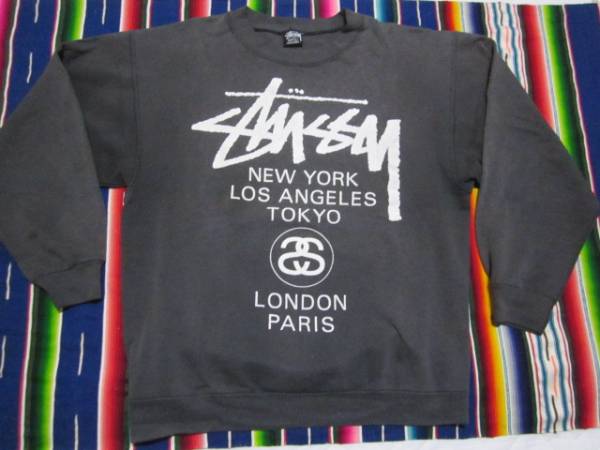 STÜSSY
NEW YORK
LOS ANGELES
TOKYO
LONDON
PARIS